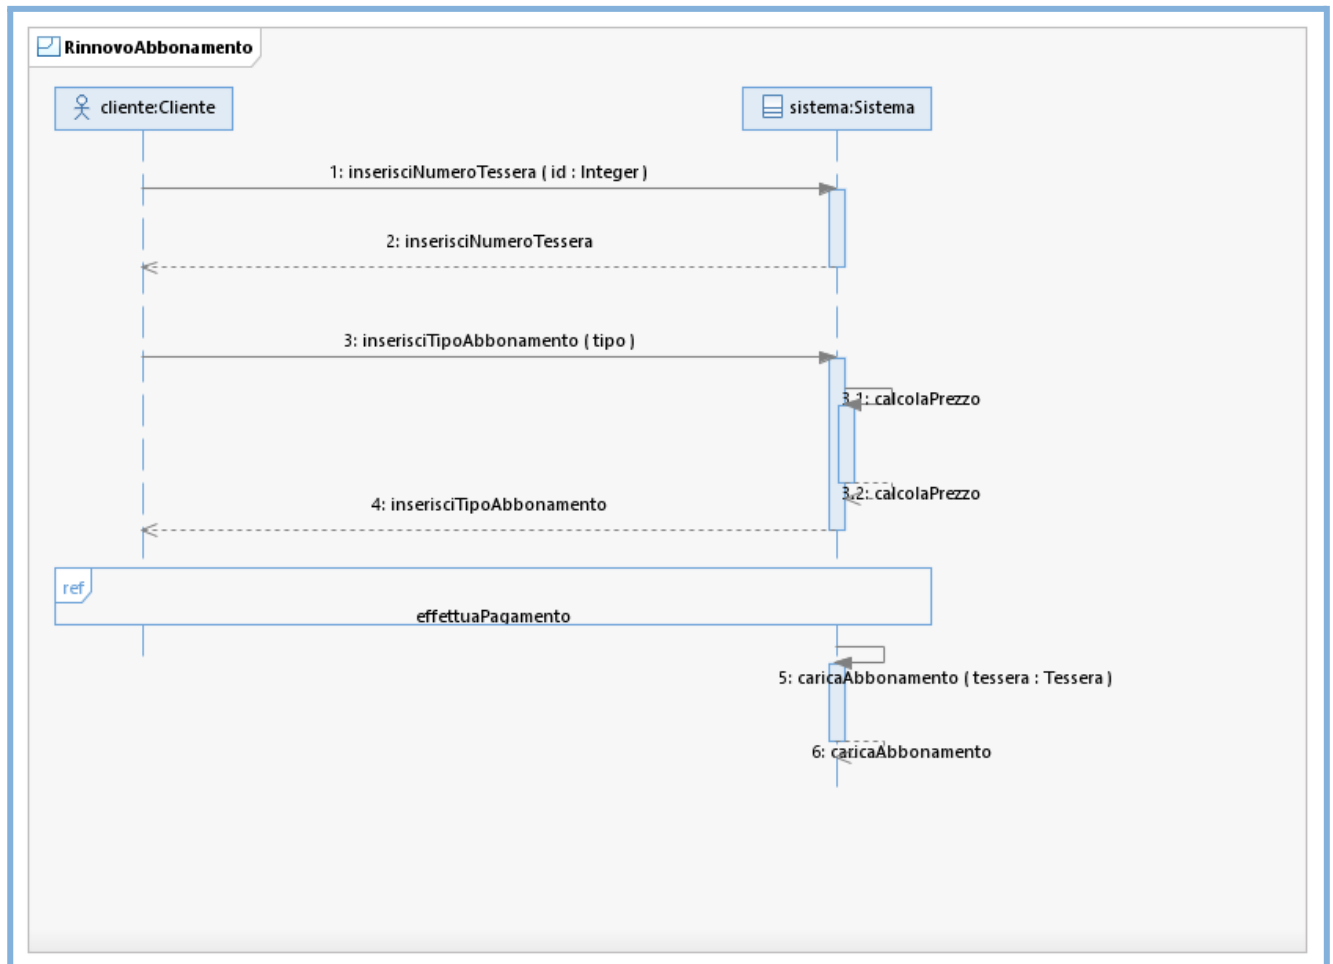 RinnovoAbbonamento
cliente:Cliente
sistema:Sistema
1: inserisciNumeroTessera ( id : Integer )
2: inserisciNumeroTessera
3: inserisciTipoAbbonamento ( tipo )
3.1: calcolaPrezzo
3.2: calcolaPrezzo
4: inserisciTipoAbbonamento
ref
effettuaPagamento
5: caricaAbbonamento ( tessera : Tessera )
6: caricaAbbonamento